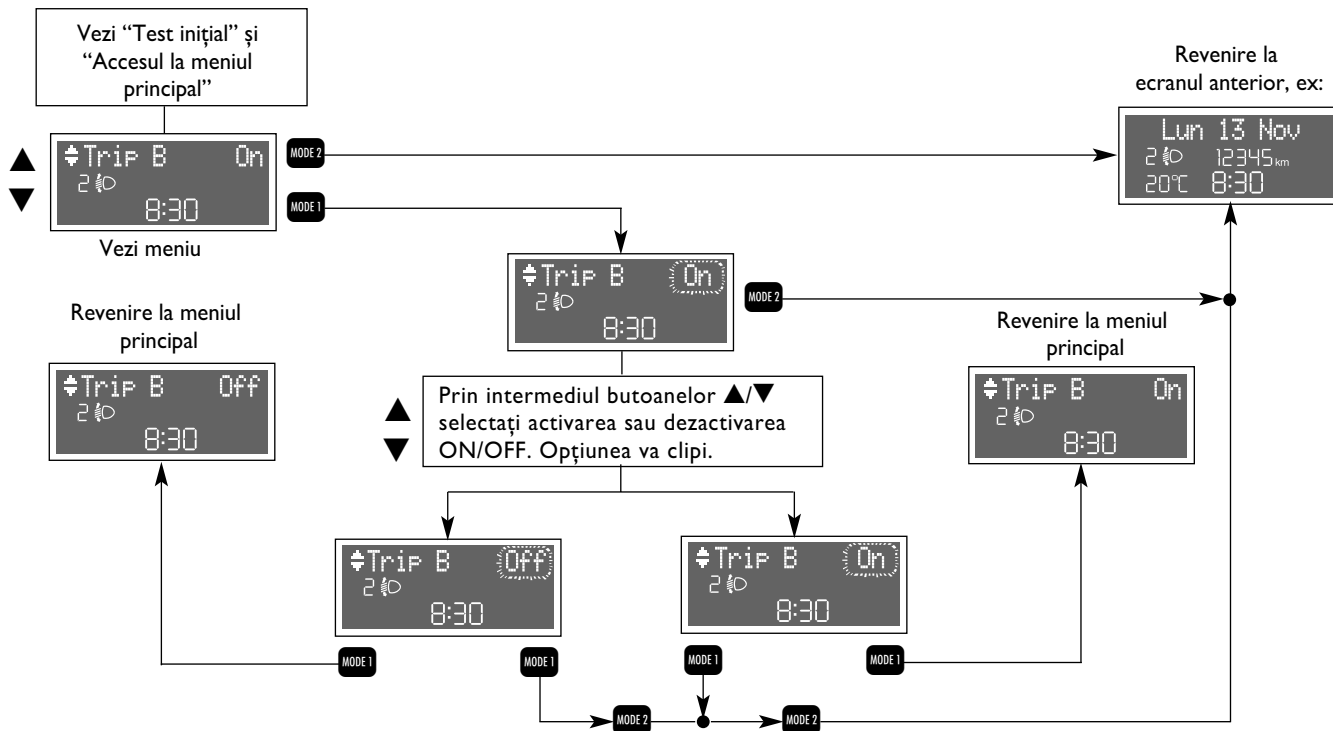 Vezi “Test inițial” și
“Accesul la meniul
principal”
Trip B On
2
8:30
MODE 2
MODE 1
Vezi meniu
Revenire la
ecranul anterior, ex:
Lun 13 Nov
2 12345 km
20°C 8:30
Trip B On
2
8:30
MODE 2
Revenire la meniul
principal
Trip B Off
2
8:30
Prin intermediul butoanelor ▲/▼
selectați activarea sau dezactivarea
ON/OFF. Opțiunea va clipi.
Revenire la meniul
principal
Trip B On
2
8:30
Trip B Off
2
8:30
Trip B On
2
8:30
MODE 1
MODE 1
MODE 1
MODE 1
MODE 2
MODE 2